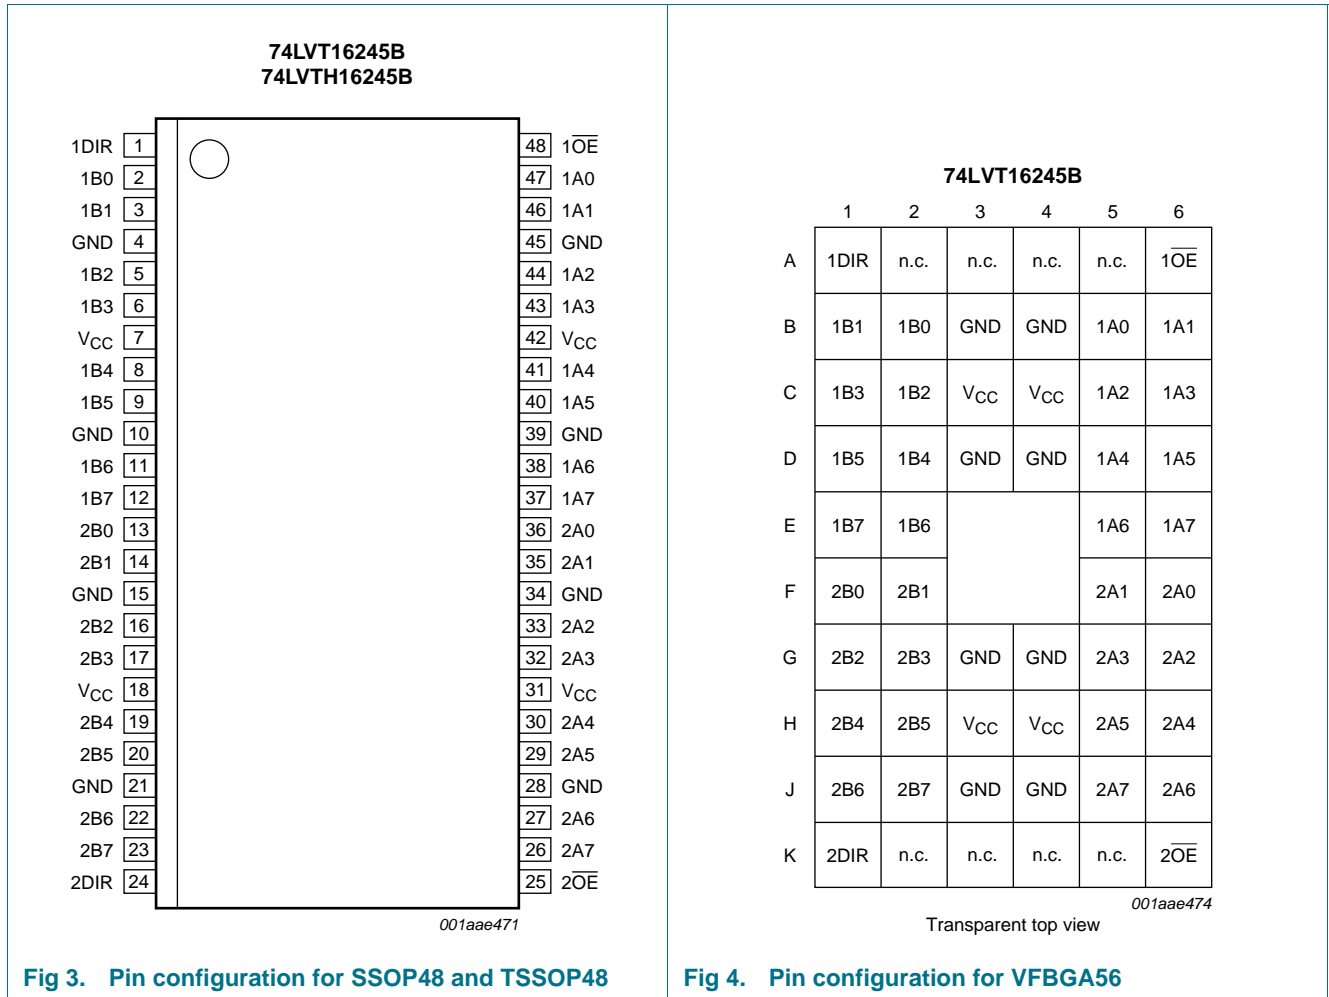 74LVT16245B
74LVTH16245B
1DIR 1 48 1O̅E̅
1B0 2 47 1A0
1B1 3 46 1A1
GND 4 45 GND
1B2 5 44 1A2
1B3 6 43 1A3
VCC 7 42 VCC
1B4 8 41 1A4
1B5 9 40 1A5
GND 10 39 GND
1B6 11 38 1A6
1B7 12 37 1A7
2B0 13 36 2A0
2B1 14 35 2A1
GND 15 34 GND
2B2 16 33 2A2
2B3 17 32 2A3
VCC 18 31 VCC
2B4 19 30 2A4
2B5 20 29 2A5
GND 21 28 GND
2B6 22 27 2A6
2B7 23 26 2A7
2DIR 24 25 2O̅E̅
001aae471
Fig 3. Pin configuration for SSOP48 and TSSOP48
74LVT16245B
1 2 3 4 5 6
A 1DIR n.c. n.c. n.c. n.c. 1O̅E̅
B 1B1 1B0 GND GND 1A0 1A1
C 1B3 1B2 VCC VCC 1A2 1A3
D 1B5 1B4 GND GND 1A4 1A5
E 1B7 1B6 1A6 1A7
F 2B0 2B1 2A1 2A0
G 2B2 2B3 GND GND 2A3 2A2
H 2B4 2B5 VCC VCC 2A5 2A4
J 2B6 2B7 GND GND 2A7 2A6
K 2DIR n.c. n.c. n.c. n.c. 2O̅E̅
001aae474
Transparent top view
Fig 4. Pin configuration for VFBGA56